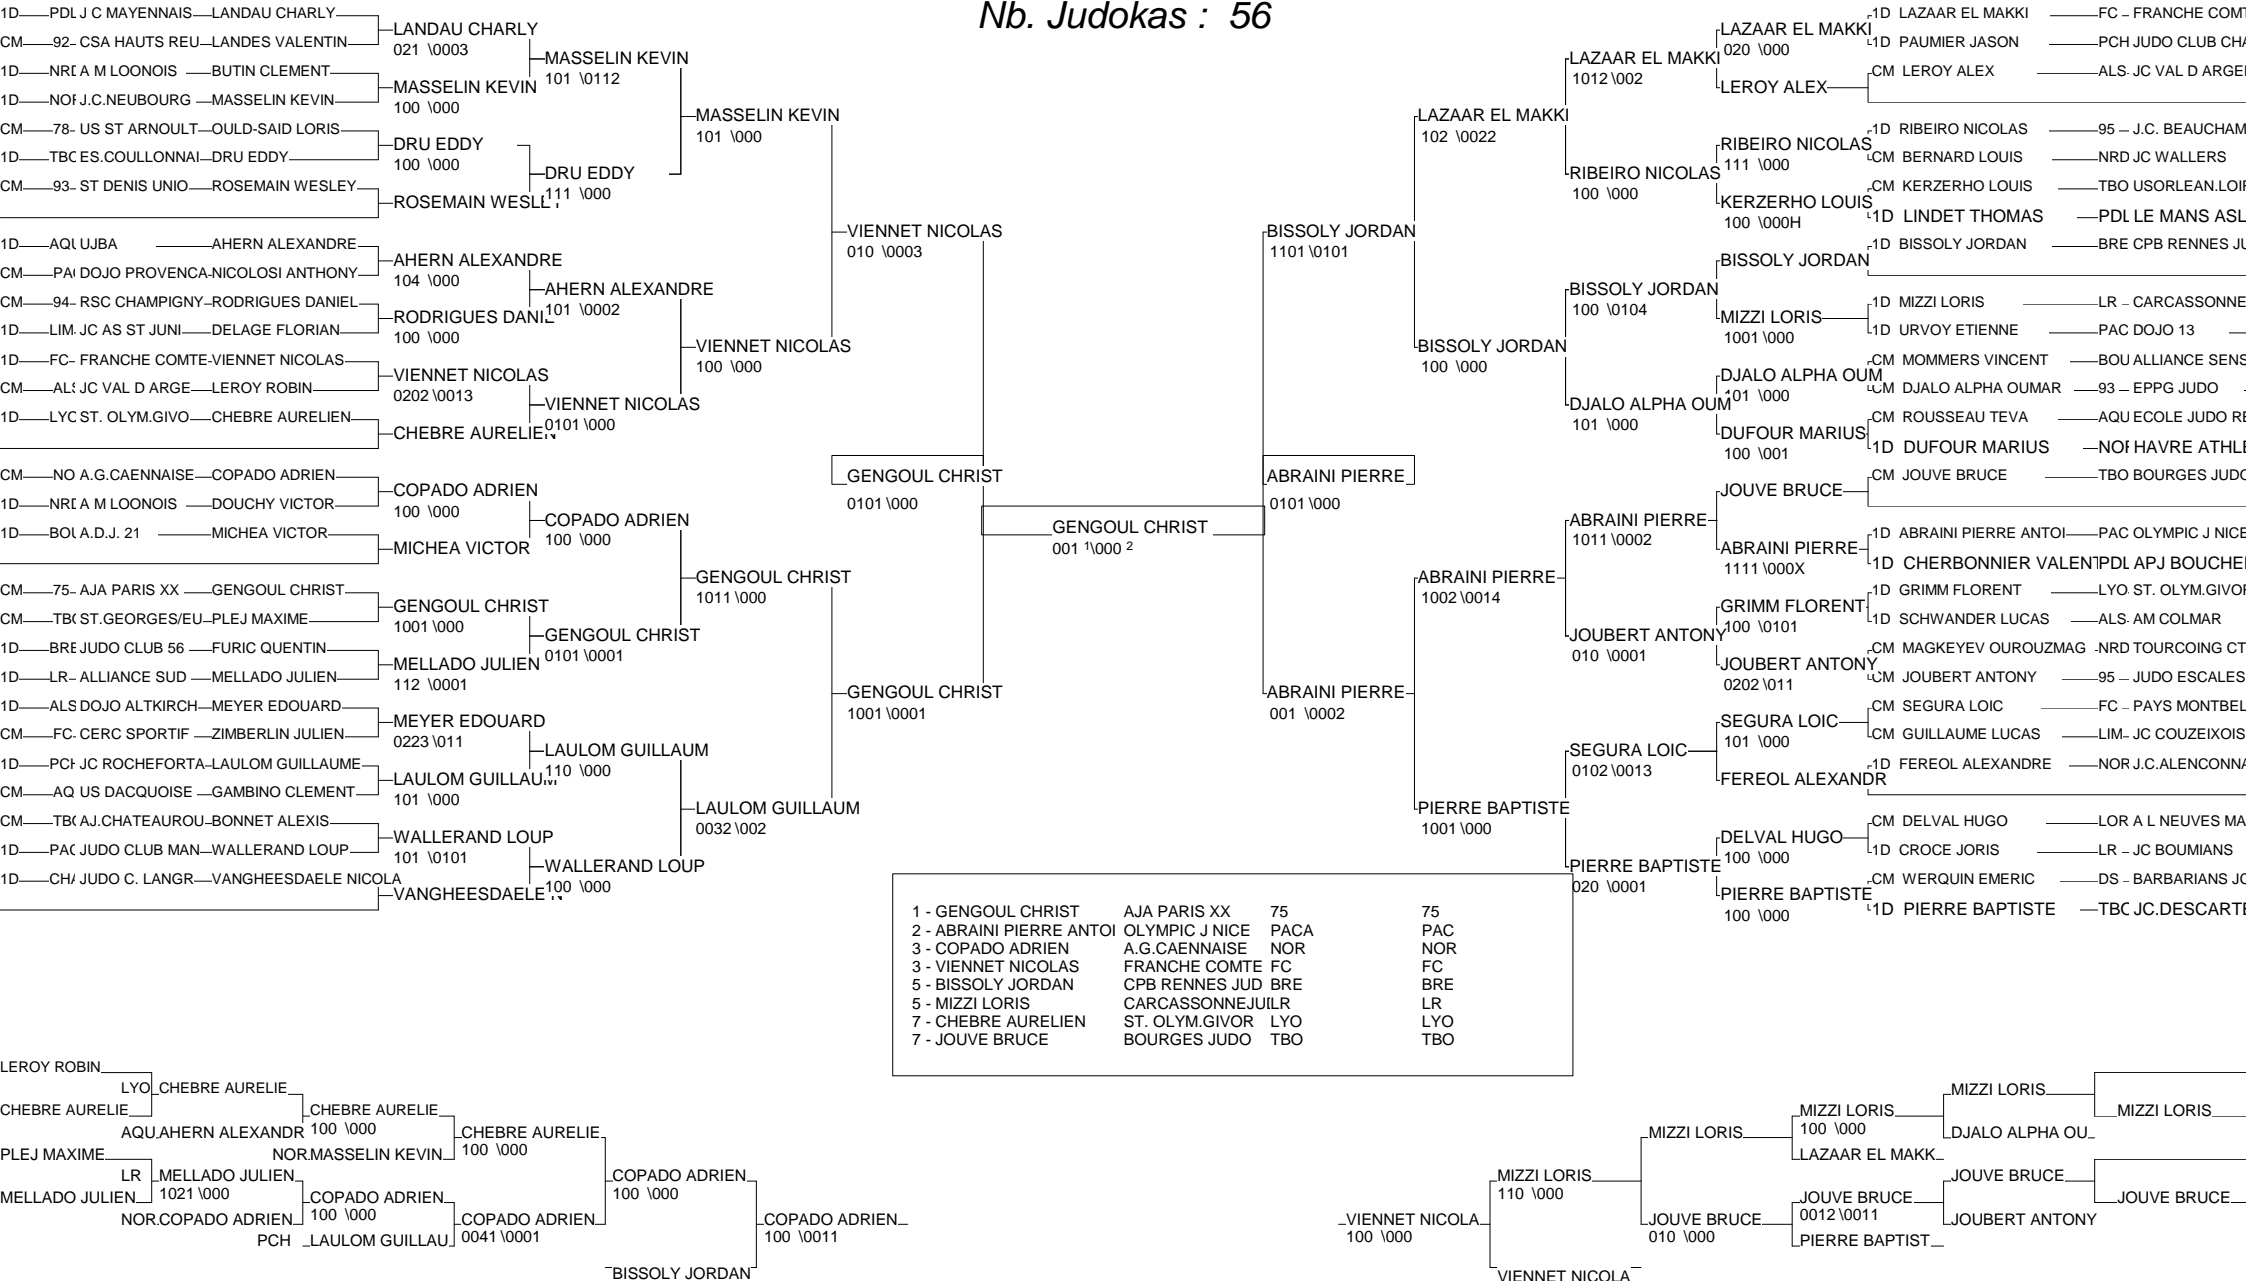 Nb. Judokas :  56
1D PDL J C MAYENNAIS LANDAU CHARLY
CM 92 CSA HAUTS REU LANDES VALENTIN
1D NRD A M LOONOIS BUTIN CLEMENT
1D NOR J.C.NEUBOURG MASSELIN KEVIN
CM 78 US ST ARNOULT OULD-SAID LORIS
1D TBO ES.COULLONNAI DRU EDDY
CM 93 ST DENIS UNIO ROSEMAIN WESLEY
1D AQU UJBA AHERN ALEXANDRE
CM PAC DOJO PROVENCA NICOLOSI ANTHONY
CM 94 RSC CHAMPIGNY RODRIGUES DANIEL
1D LIM JC AS ST JUNI DELAGE FLORIAN
1D FC FRANCHE COMTE VIENNET NICOLAS
CM ALS JC VAL D ARGE LEROY ROBIN
1D LYO ST. OLYM.GIVO CHEBRE AURELIEN
CM NO A.G.CAENNAISE COPADO ADRIEN
1D NRD A M LOONOIS DOUCHY VICTOR
1D BOU A.D.J. 21 MICHEA VICTOR
CM 75 AJA PARIS XX GENGOUL CHRIST
CM TBO ST.GEORGES/EU PLEJ MAXIME
1D BRE JUDO CLUB 56 FURIC QUENTIN
1D LR ALLIANCE SUD MELLADO JULIEN
1D ALS DOJO ALTKIRCH MEYER EDOUARD
CM FC CERC SPORTIF ZIMBERLIN JULIEN
1D PCH JC ROCHEFORTA LAULOM GUILLAUME
CM AQ US DACQUOISE GAMBINO CLEMENT
CM TBO AJ.CHATEAUROU BONNET ALEXIS
1D PAC JUDO CLUB MAN WALLERAND LOUP
1D CHA JUDO C. LANGR VANGHEESDAELE NICOLA
LANDAU CHARLY
021 \0003
MASSELIN KEVIN
100 \000
DRU EDDY
100 \000
ROSEMAIN WESLEY
AHERN ALEXANDRE
104 \000
RODRIGUES DANIE
100 \000
VIENNET NICOLAS
0202 \0013
CHEBRE AURELIEN
COPADO ADRIEN
100 \000
MICHEA VICTOR
GENGOUL CHRIST
1001 \000
MELLADO JULIEN
112 \0001
MEYER EDOUARD
0223 \011
LAULOM GUILLAUM
101 \000
WALLERAND LOUP
101 \0101
VANGHEESDAELE N
MASSELIN KEVIN
101 \0112
DRU EDDY
111 \000
AHERN ALEXANDRE
101 \0002
VIENNET NICOLAS
0101 \000
COPADO ADRIEN
100 \000
GENGOUL CHRIST
0101 \0001
LAULOM GUILLAUM
110 \000
WALLERAND LOUP
100 \000
MASSELIN KEVIN
101 \000
VIENNET NICOLAS
100 \000
GENGOUL CHRIST
1011 \000
LAULOM GUILLAUM
0032 \002
VIENNET NICOLAS
010 \0003
GENGOUL CHRIST
0101 \000
GENGOUL CHRIST
1001 \0001
GENGOUL CHRIST
001 1\000 2
BISSOLY JORDAN
1101 \0101
ABRAINI PIERRE
0101 \000
ABRAINI PIERRE
001 \0002
LAZAAR EL MAKKI
102 \0022
BISSOLY JORDAN
100 \000
ABRAINI PIERRE
1002 \0014
PIERRE BAPTISTE
1001 \000
LAZAAR EL MAKKI
1012 \002
RIBEIRO NICOLAS
100 \000
BISSOLY JORDAN
100 \0104
DJALO ALPHA OUM
101 \000
ABRAINI PIERRE
1011 \0002
JOUBERT ANTONY
010 \0001
SEGURA LOIC
0102 \0013
PIERRE BAPTISTE
020 \0001
LAZAAR EL MAKKI
020 \000
LEROY ALEX
RIBEIRO NICOLAS
111 \000
KERZERHO LOUIS
100 \000H
BISSOLY JORDAN
MIZZI LORIS
1001 \000
DJALO ALPHA OUM
101 \000
DUFOUR MARIUS
100 \001
JOUVE BRUCE
ABRAINI PIERRE
1111 \000X
GRIMM FLORENT
100 \0101
JOUBERT ANTONY
0202 \011
SEGURA LOIC
101 \000
FEREOL ALEXANDR
DELVAL HUGO
100 \000
PIERRE BAPTISTE
100 \000
1D LAZAAR EL MAKKI FC – FRANCHE COMT
1D PAUMIER JASON PCH JUDO CLUB CHA
CM LEROY ALEX ALS JC VAL D ARGE
1D RIBEIRO NICOLAS 95 – J.C. BEAUCHAM
CM BERNARD LOUIS NRD JC WALLERS
CM KERZERHO LOUIS TBO USORLEAN.LOIR
1D LINDET THOMAS PDL LE MANS ASL
1D BISSOLY JORDAN BRE CPB RENNES JU
1D MIZZI LORIS LR – CARCASSONNE
1D URVOY ETIENNE PAC DOJO 13
CM MOMMERS VINCENT BOU ALLIANCE SENS
CM DJALO ALPHA OUMAR 93 – EPPG JUDO
CM ROUSSEAU TEVA AQU ECOLE JUDO RE
1D DUFOUR MARIUS NOR HAVRE ATHLE
CM JOUVE BRUCE TBO BOURGES JUDO
1D ABRAINI PIERRE ANTOI PAC OLYMPIC J NICE
1D CHERBONNIER VALENT PDL APJ BOUCHE
1D GRIMM FLORENT LYO ST. OLYM.GIVOR
1D SCHWANDER LUCAS ALS AM COLMAR
CM MAGKEYEV OUROUZMAG NRD TOURCOING CT
CM JOUBERT ANTONY 95 – JUDO ESCALES
CM SEGURA LOIC FC – PAYS MONTBEL
CM GUILLAUME LUCAS LIM JC COUZEIXOIS
1D FEREOL ALEXANDRE NOR J.C.ALENCONNA
CM DELVAL HUGO LOR A L NEUVES MA
1D CROCE JORIS LR – JC BOUMIANS
CM WERQUIN EMERIC DS – BARBARIANS JC
1D PIERRE BAPTISTE TBO JC.DESCARTE
1 - GENGOUL CHRIST AJA PARIS XX 75 75
2 - ABRAINI PIERRE ANTOI OLYMPIC J NICE PACA PAC
3 - COPADO ADRIEN A.G.CAENNAISE NOR NOR
3 - VIENNET NICOLAS FRANCHE COMTE FC FC
5 - BISSOLY JORDAN CPB RENNES JUD BRE BRE
5 - MIZZI LORIS CARCASSONNEJUD LR LR
7 - CHEBRE AURELIEN ST. OLYM.GIVOR LYO LYO
7 - JOUVE BRUCE BOURGES JUDO TBO TBO
LEROY ROBIN
CHEBRE AURELIE
PLEJ MAXIME
MELLADO JULIEN
LYO CHEBRE AURELIE
AQU AHERN ALEXANDR
LR MELLADO JULIEN
1021 \000
NOR COPADO ADRIEN
CHEBRE AURELIE
100 \000
NOR MASSELIN KEVIN
COPADO ADRIEN
100 \000
PCH LAULOM GUILLAU
CHEBRE AURELIE
100 \000
COPADO ADRIEN
0041 \0001
COPADO ADRIEN
100 \000
BISSOLY JORDAN
COPADO ADRIEN
100 \0011
VIENNET NICOLA
100 \000
MIZZI LORIS
110 \000
VIENNET NICOLA
MIZZI LORIS
JOUVE BRUCE
010 \000
MIZZI LORIS
100 \000
LAZAAR EL MAKK
JOUVE BRUCE
0012 \0011
PIERRE BAPTIST
MIZZI LORIS
DJALO ALPHA OU
JOUVE BRUCE
JOUBERT ANTONY
MIZZI LORIS
JOUVE BRUCE